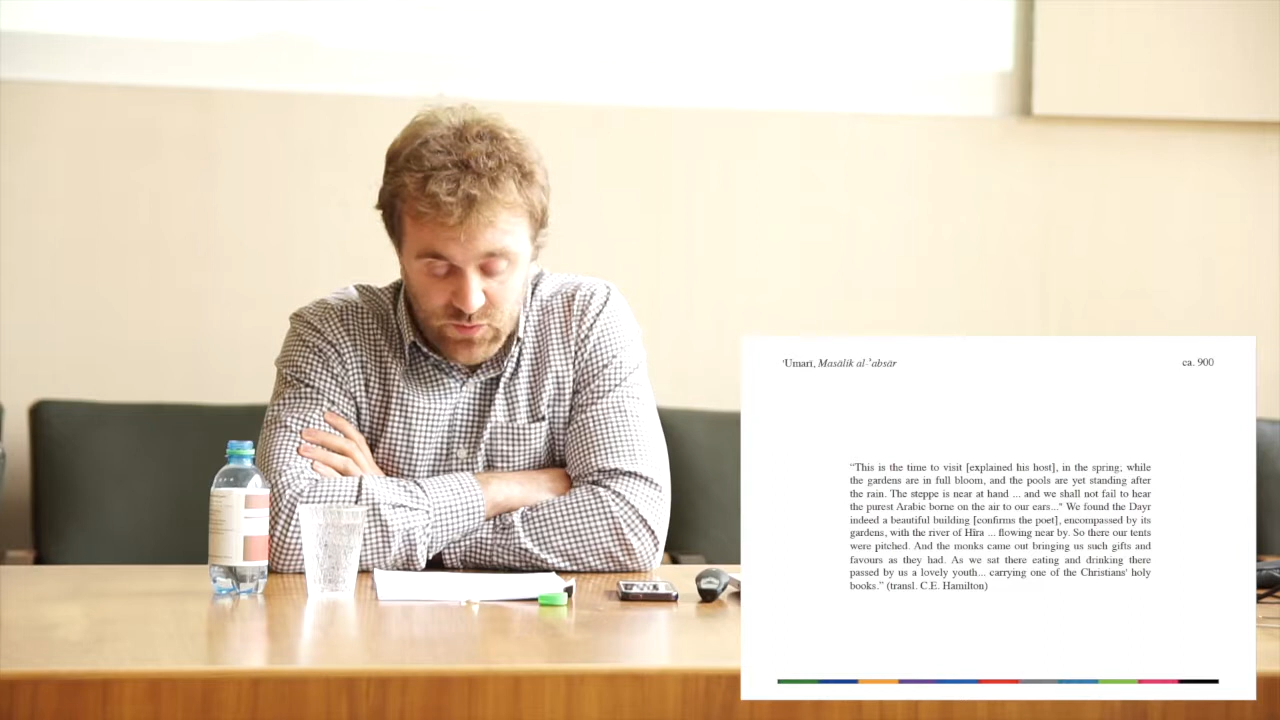 ʿUmarī, Masālik al-ʾabsār
ca. 900
“This is the time to visit [explained his host], in the spring; while
the gardens are in full bloom, and the pools are yet standing after
the rain. The steppe is near at hand ... and we shall not fail to hear
the purest Arabic borne on the air to our ears...” We found the Dayr
indeed a beautiful building [confirms the poet], encompassed by its
gardens, with the river of Hīra ... flowing near by. So there our tents
were pitched. And the monks came out bringing us such gifts and
favours as they had. As we sat there eating and drinking there
passed by us a lovely youth... carrying one of the Christians' holy
books.” (transl. C.E. Hamilton)